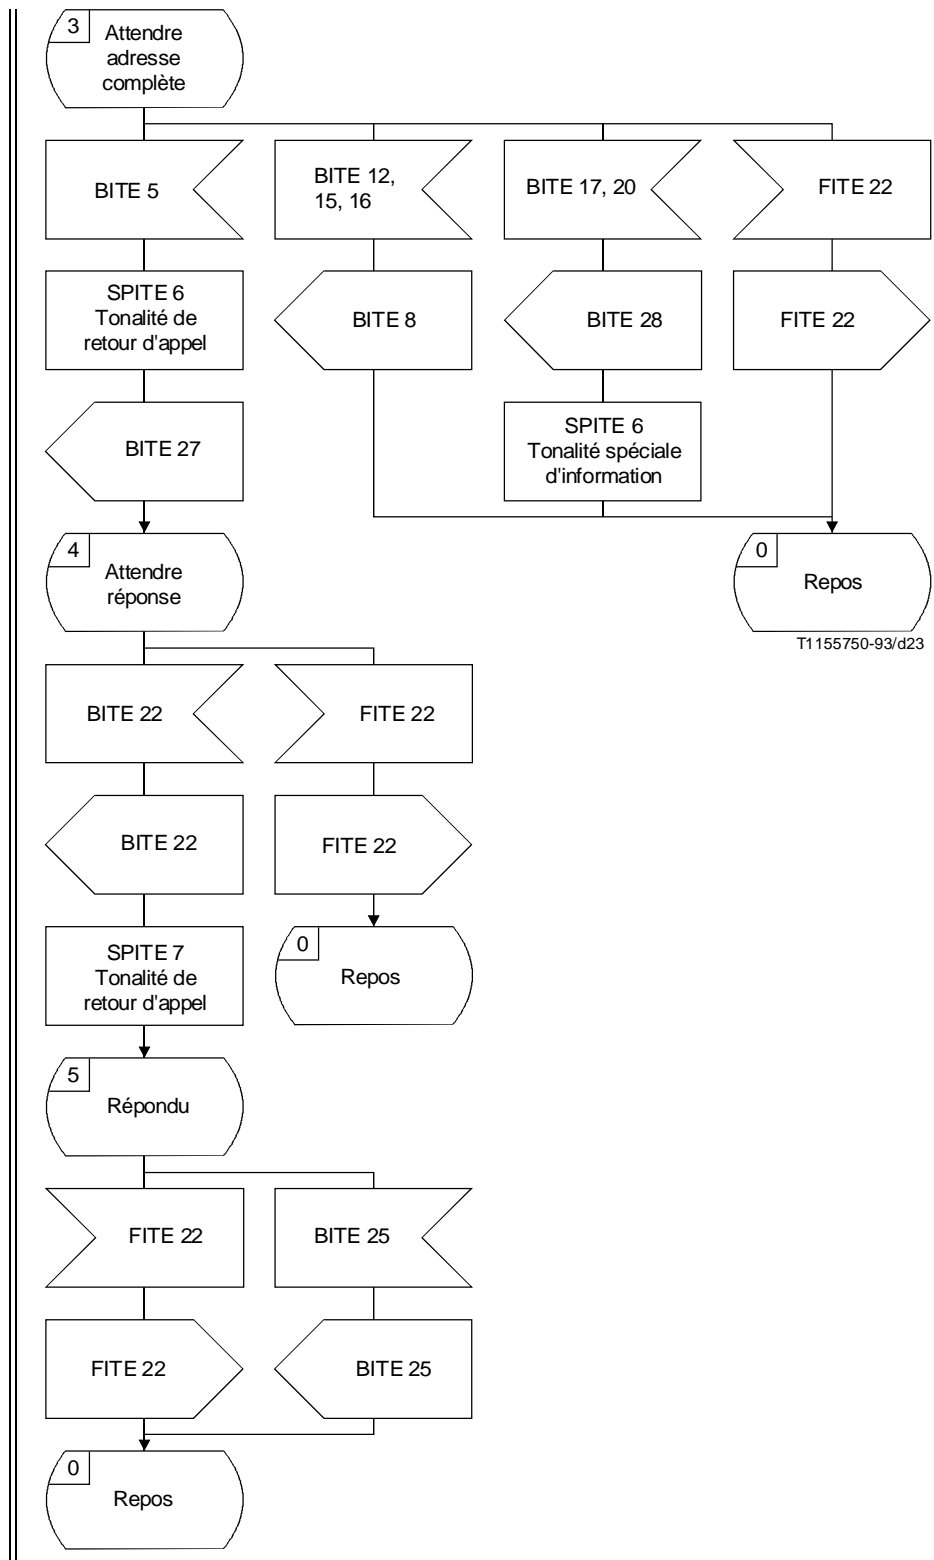 3
Attendre
adresse
complète
BITE 5
BITE 12,
15, 16
BITE 17, 20
FITE 22
SPITE 6
Tonalité de
retour d'appel
BITE 8
BITE 28
FITE 22
BITE 27
SPITE 6
Tonalité spéciale
d'information
4
Attendre
réponse
0
Repos
T1155750-93/d23
BITE 22
FITE 22
BITE 22
FITE 22
SPITE 7
Tonalité de
retour d'appel
0
Repos
5
Répondu
FITE 22
BITE 25
FITE 22
BITE 25
0
Repos